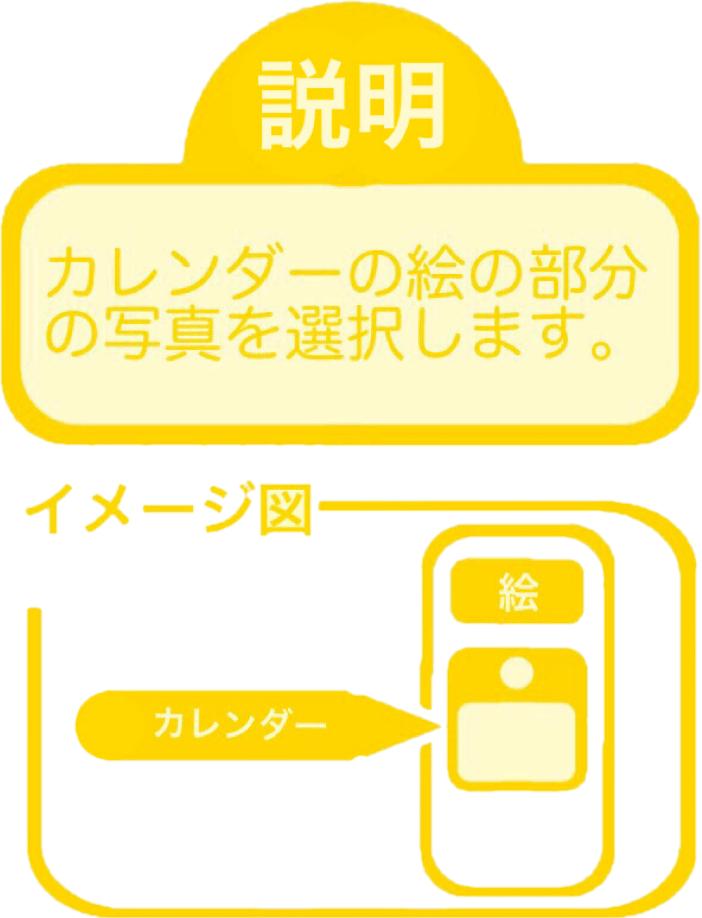 説明
カレンダーの絵の部分
の写真を選択します。
イメージ図
絵
カレンダー